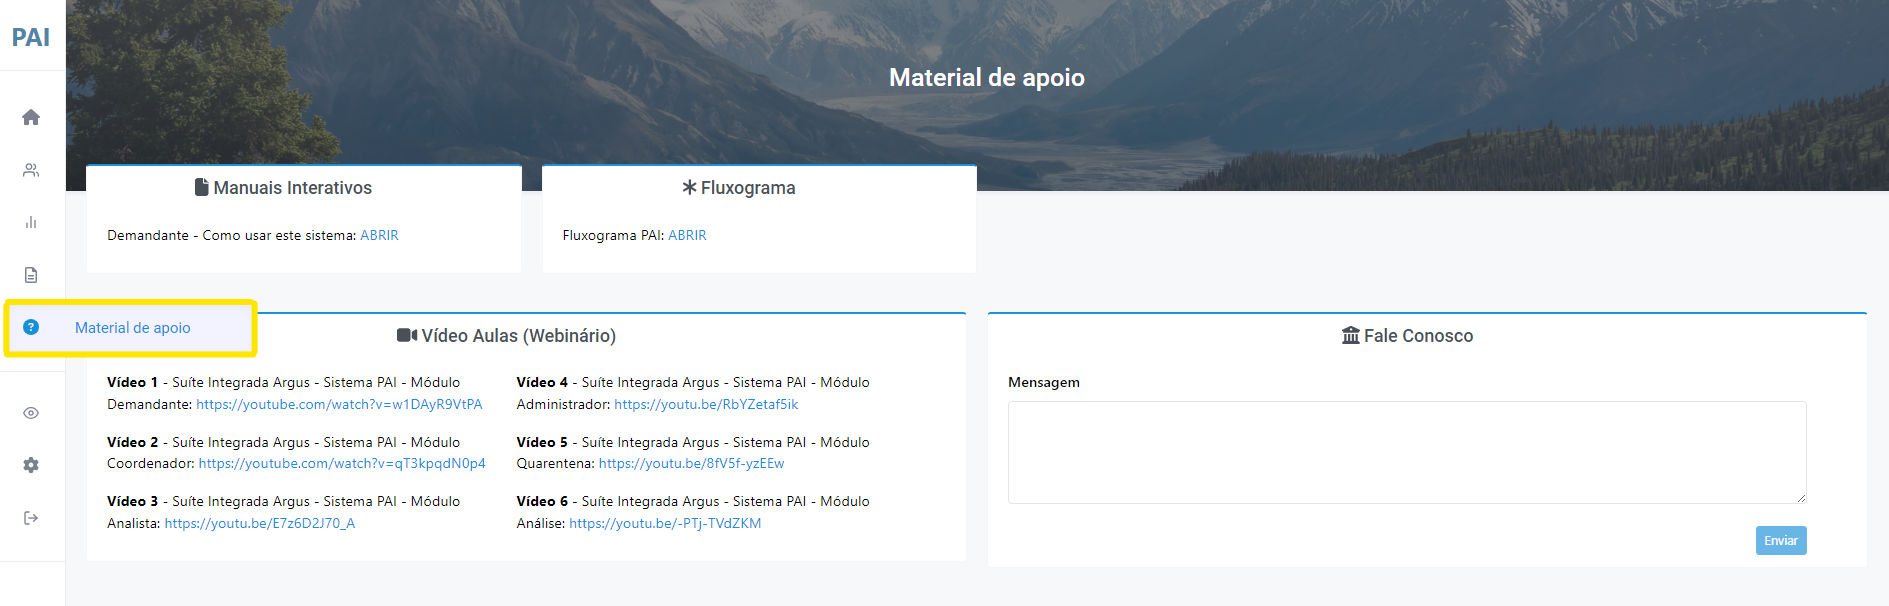 PAI
Material de apoio
Manuais Interativos
Demandante - Como usar este sistema: ABRIR
Fluxograma
Fluxograma PAI: ABRIR
Material de apoio
Vídeo Aulas (Webinário)
Vídeo 1 - Suíte Integrada Argus - Sistema PAI - Módulo
Demandante: https://youtube.com/watch?v=w1DAyR9VtPA
Vídeo 2 - Suíte Integrada Argus - Sistema PAI - Módulo
Coordenador: https://youtube.com/watch?v=qT3kpqdN0p4
Vídeo 3 - Suíte Integrada Argus - Sistema PAI - Módulo
Analista: https://youtu.be/E7z6D2J70_A
Vídeo 4 - Suíte Integrada Argus - Sistema PAI - Módulo
Administrador: https://youtu.be/RbYZetaf5ik
Vídeo 5 - Suíte Integrada Argus - Sistema PAI - Módulo
Quarentena: https://youtu.be/8fV5f-yzEEw
Vídeo 6 - Suíte Integrada Argus - Sistema PAI - Módulo
Análise: https://youtu.be/-PTj-TVdZKM
Fale Conosco
Mensagem
Enviar